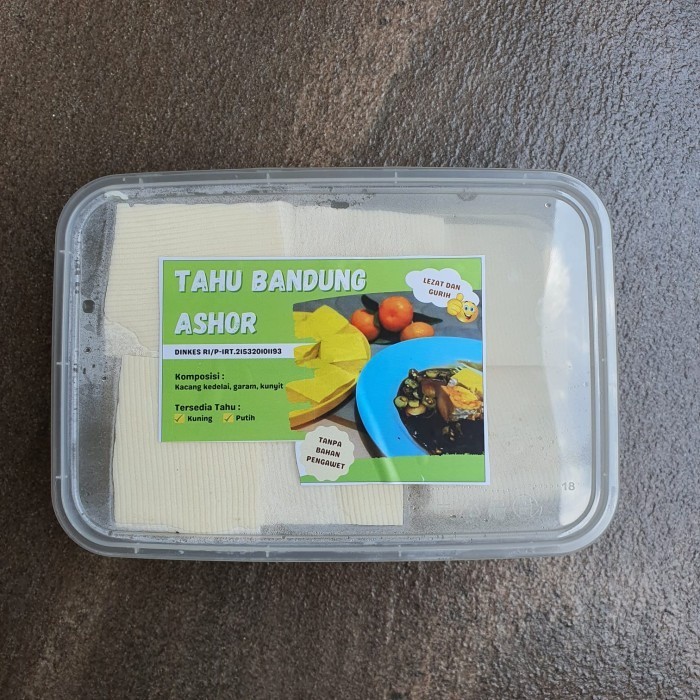 TAHU BANDUNG
ASHOR
LEZAT DAN
GURIH
DINKES RI/P-IRT.215320101193
Komposisi :
Kacang kedelai, garam, kunyit
Tersedia Tahu :
Kuning Putih
TANPA
BAHAN
PENGAWET
18